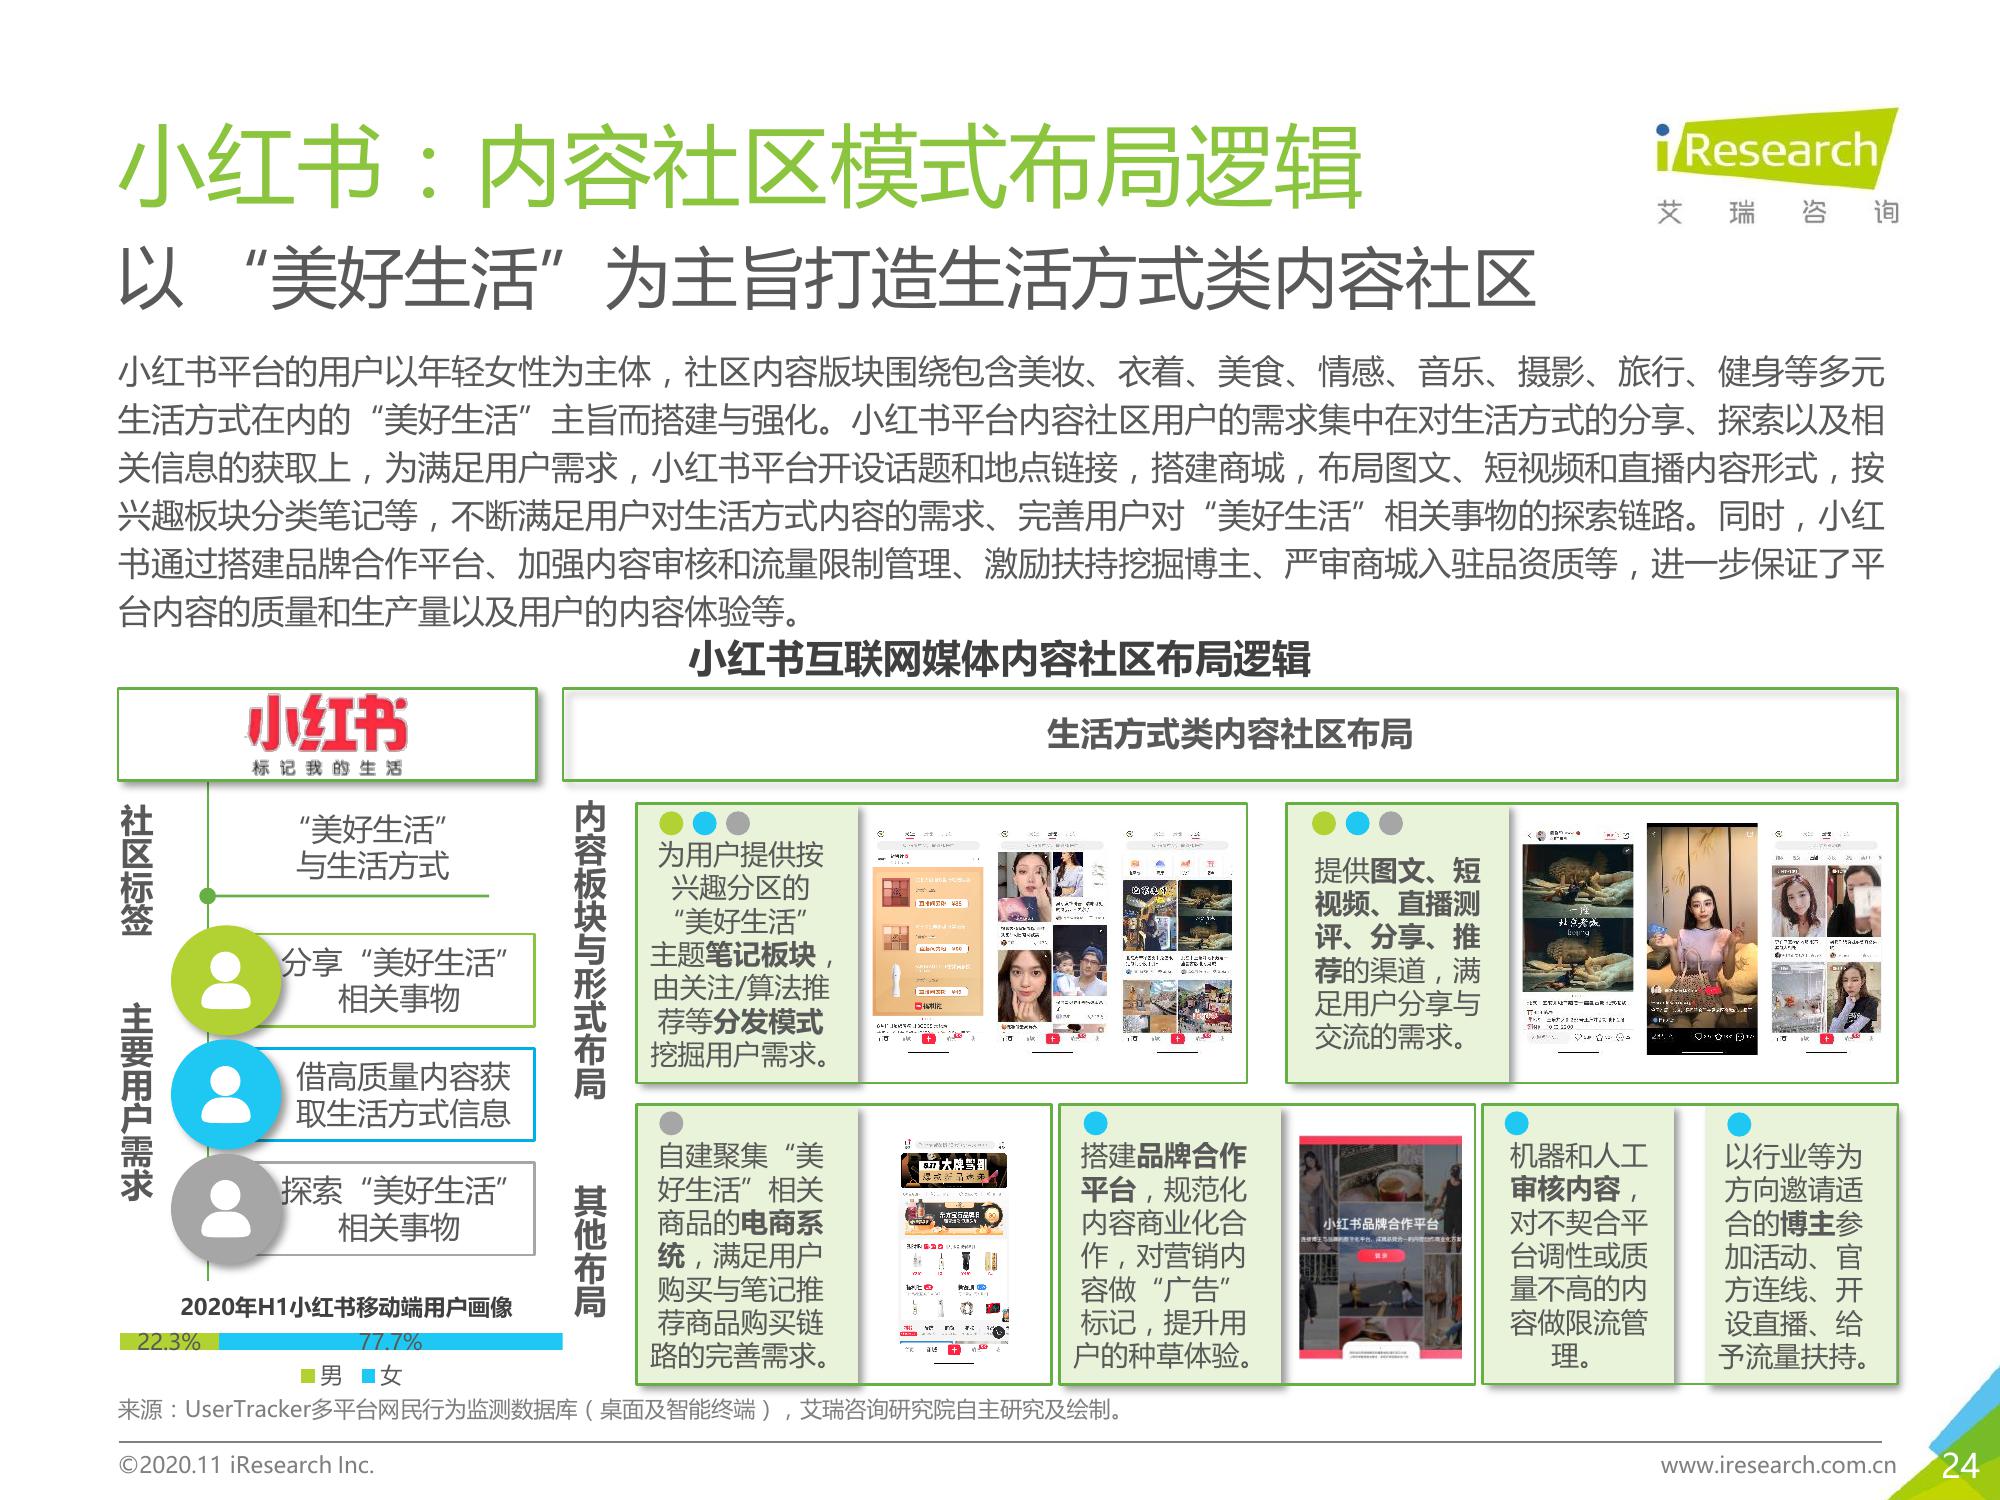 小红书：内容社区模式布局逻辑
iResearch
艾瑞咨询
以 “美好生活”为主旨打造生活方式类内容社区
小红书平台的用户以年轻女性为主体，社区内容版块围绕包含美妆、衣着、美食、情感、音乐、摄影、旅行、健身等多元
生活方式在内的“美好生活”主旨而搭建与强化。小红书平台内容社区用户的需求集中在对生活方式的分享、探索以及相
关信息的获取上，为满足用户需求，小红书平台开设话题和地点链接，搭建商城，布局图文、短视频和直播内容形式，按
兴趣板块分类笔记等，不断满足用户对生活方式内容的需求、完善用户对“美好生活”相关事物的探索链路。同时，小红
书通过搭建品牌合作平台、加强内容审核和流量限制管理、激励扶持挖掘博主、严审商城入驻品资质等，进一步保证了平
台内容的质量和生产量以及用户的内容体验等。
小红书互联网媒体内容社区布局逻辑
小红书
标记我的生活
社区标签
“美好生活”
与生活方式
主要用户需求
分享“美好生活”
相关事物
借高质量内容获
取生活方式信息
探索“美好生活”
相关事物
2020年H1小红书移动端用户画像
22.3%
77.7%
男
女
生活方式类内容社区布局
内容板块与形式布局
为用户提供按
兴趣分区的
“美好生活”
主题笔记板块，
由关注/算法推
荐等分发模式
挖掘用户需求。
提供图文、短
视频、直播测
评、分享、推
荐的渠道，满
足用户分享与
交流的需求。
其他布局
自建聚集“美
好生活”相关
商品的电商系
统，满足用户
购买与笔记推
荐商品购买链
路的完善需求。
搭建品牌合作
平台，规范化
内容商业化合
作，对营销内
容做“广告”
标记，提升用
户的种草体验。
小红书品牌合作平台
机器和人工
审核内容，
对不契合平
台调性或质
量不高的内
容做限流管
理。
以行业等为
方向邀请适
合的博主参
加活动、官
方连线、开
设直播、给
予流量扶持。
来源：UserTracker多平台网民行为监测数据库（桌面及智能终端），艾瑞咨询研究院自主研究及绘制。
©2020.11 iResearch Inc.
www.iresearch.com.cn
24